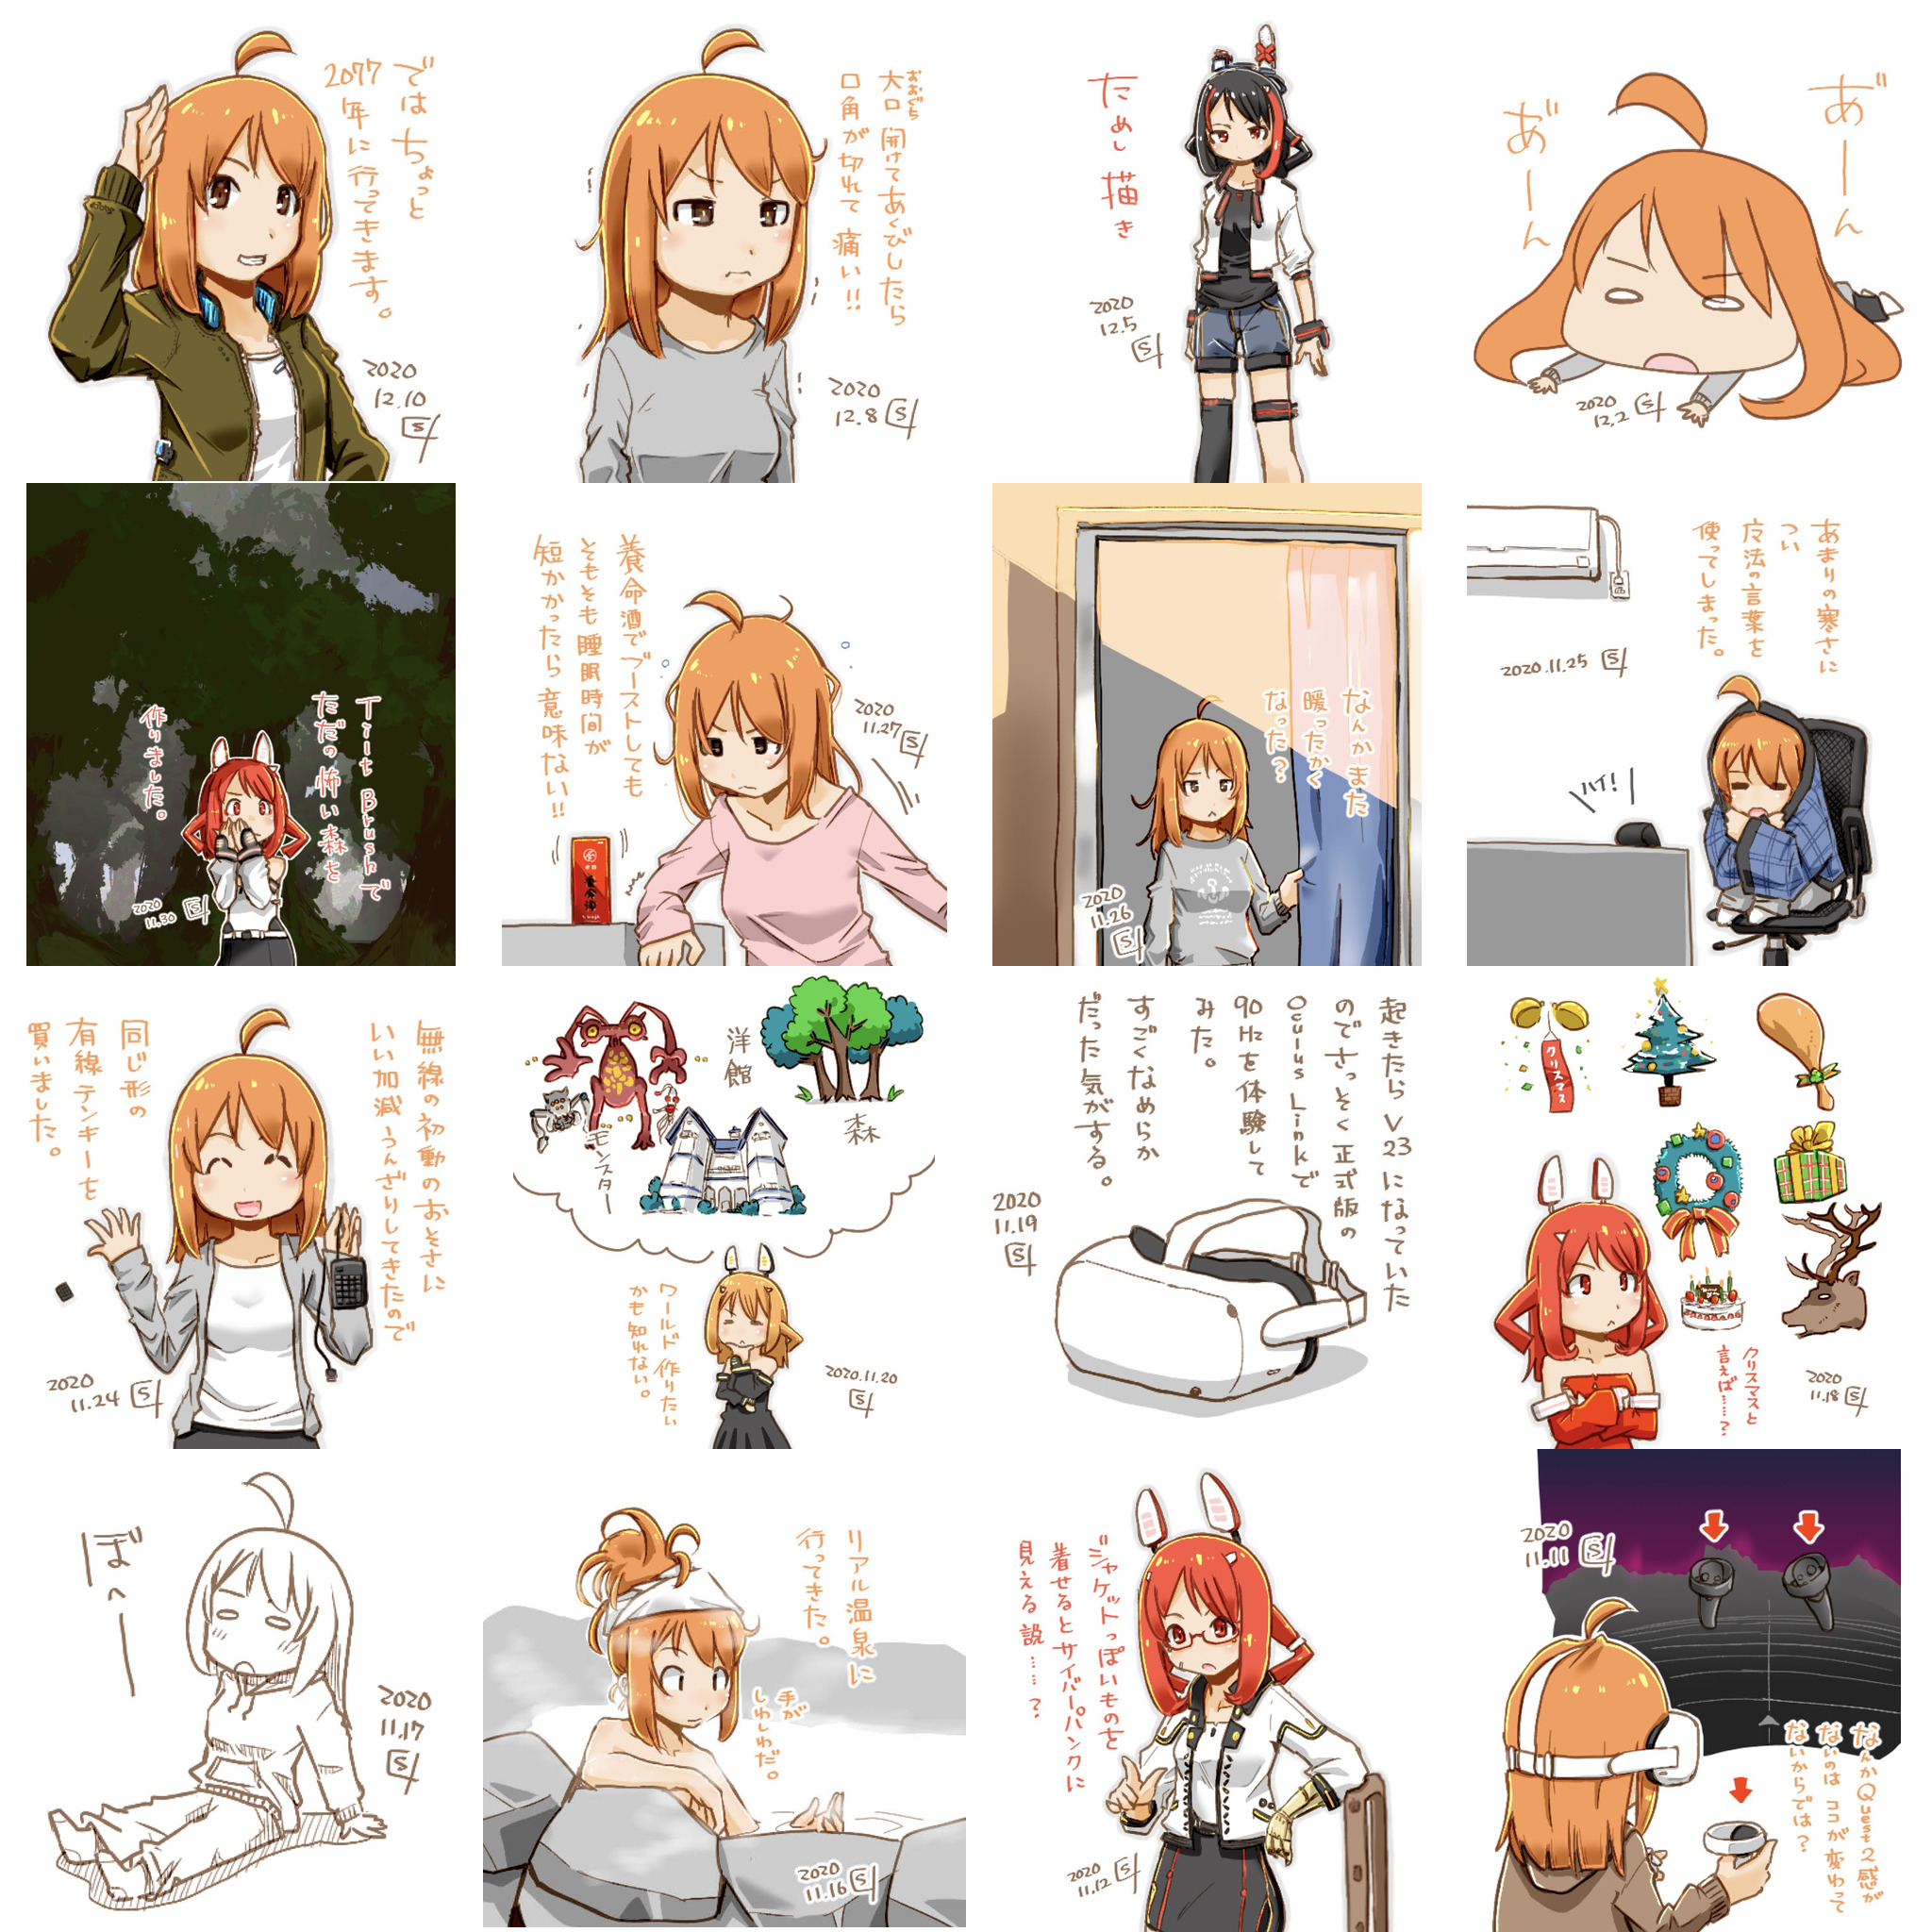 では ちょっと
2077
年に行ってきます。
2020
12.10
S
大口開けてあくびしたら
おおぐち
口角が切れて痛い!!
2020
12.8
S
ためし描き
2020
12.5
S
あ゛ーん
あ゛ーん
2020
12.2
S
Tilt Brushで
ただの怖い森を
作りました。
2020
11.30
S
養命酒でブーストしても
そもそも睡眠時間が
短かかったら意味ない!!
養命酒
2020
11.27
S
なんかまた
暖ったかく
なった?
2020
11.26
S
あまりの寒さに
つい
魔法の言葉を
使ってしまった。
2020.11.25
S
ハイ!
無線の初動のおそさに
いい加減うんざりしてきたので
同じ形の
有線テンキーを
買いました。
2020
11.24
S
洋館
森
モンスター
ワールド作りたい
かも知れない。
2020.11.20
S
起きたらV23になっていた
のでさっそく正式版の
Oculus Linkで
90Hzを体験して
みた。
すごくなめらか
だった気がする。
2020
11.19
S
クリスマス
クリスマスと
言えば……?
2020
11.18
S
ぼへー
2020
11.17
S
リアル温泉に
行ってきた。
手が
しわしわだ。
2020
11.16
S
ジャケットっぽいものを
着せるとサイバーパンクに
見える説……?
2020
11.12
S
2020
11.11
S
なんかQuest2感が
ないのはココが変わって
ないからでは?